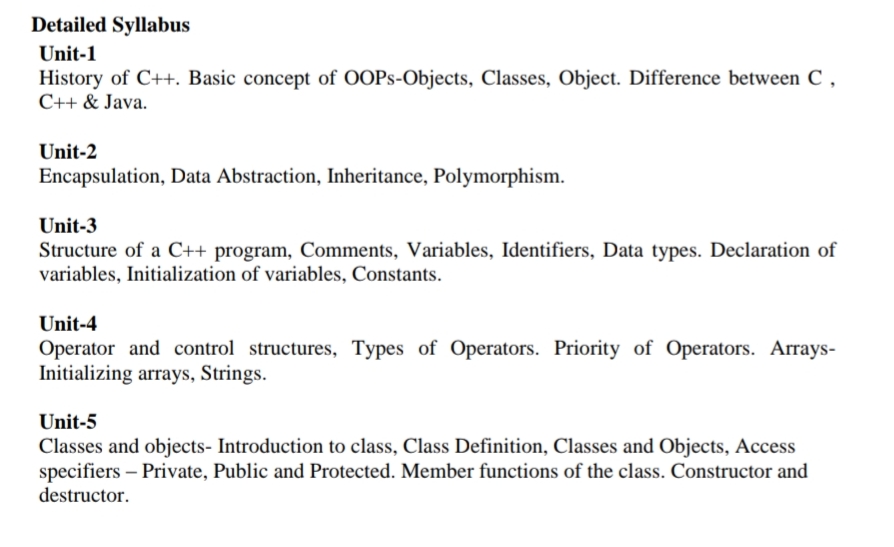 Detailed Syllabus
Unit-1
History of C++. Basic concept of OOPs-Objects, Classes, Object. Difference between C ,
C++ & Java.
Unit-2
Encapsulation, Data Abstraction, Inheritance, Polymorphism.
Unit-3
Structure of a C++ program, Comments, Variables, Identifiers, Data types. Declaration of
variables, Initialization of variables, Constants.
Unit-4
Operator and control structures, Types of Operators. Priority of Operators. Arrays-
Initializing arrays, Strings.
Unit-5
Classes and objects- Introduction to class, Class Definition, Classes and Objects, Access
specifiers – Private, Public and Protected. Member functions of the class. Constructor and
destructor.